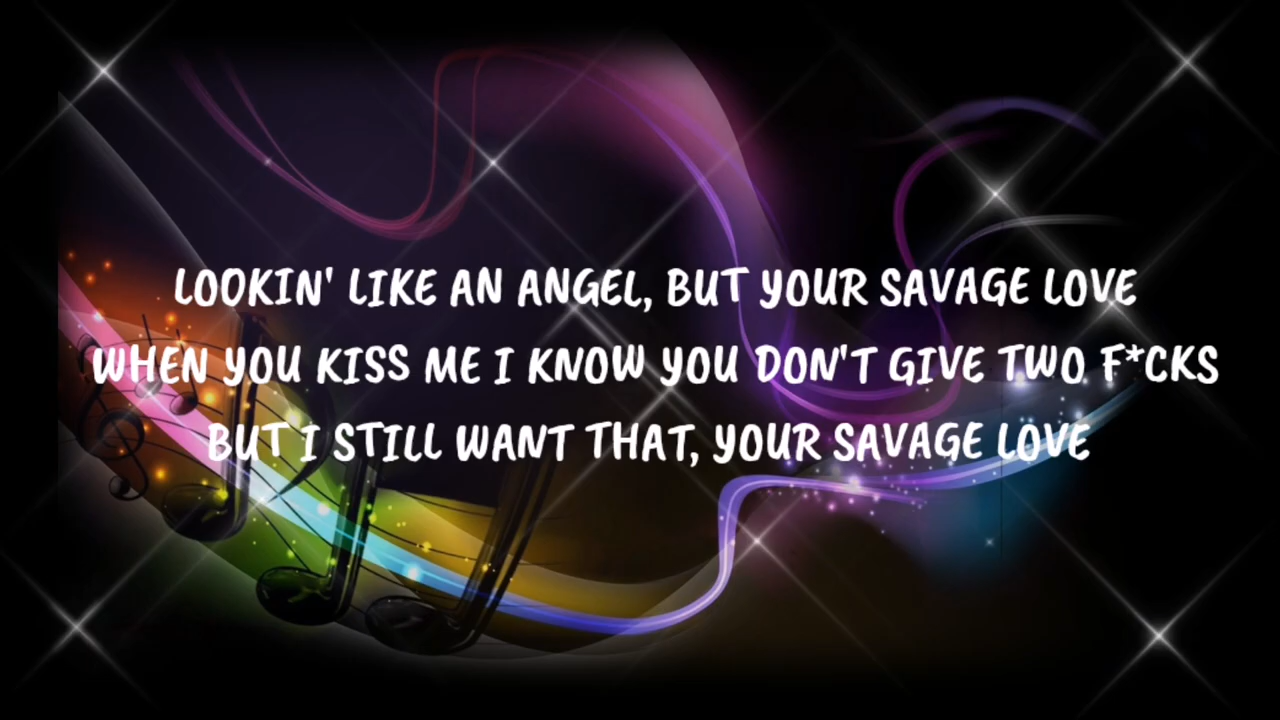 LOOKIN' LIKE AN ANGEL, BUT YOUR SAVAGE LOVE
WHEN YOU KISS ME I KNOW YOU DON'T GIVE TWO F*CKS
BUT I STILL WANT THAT, YOUR SAVAGE LOVE